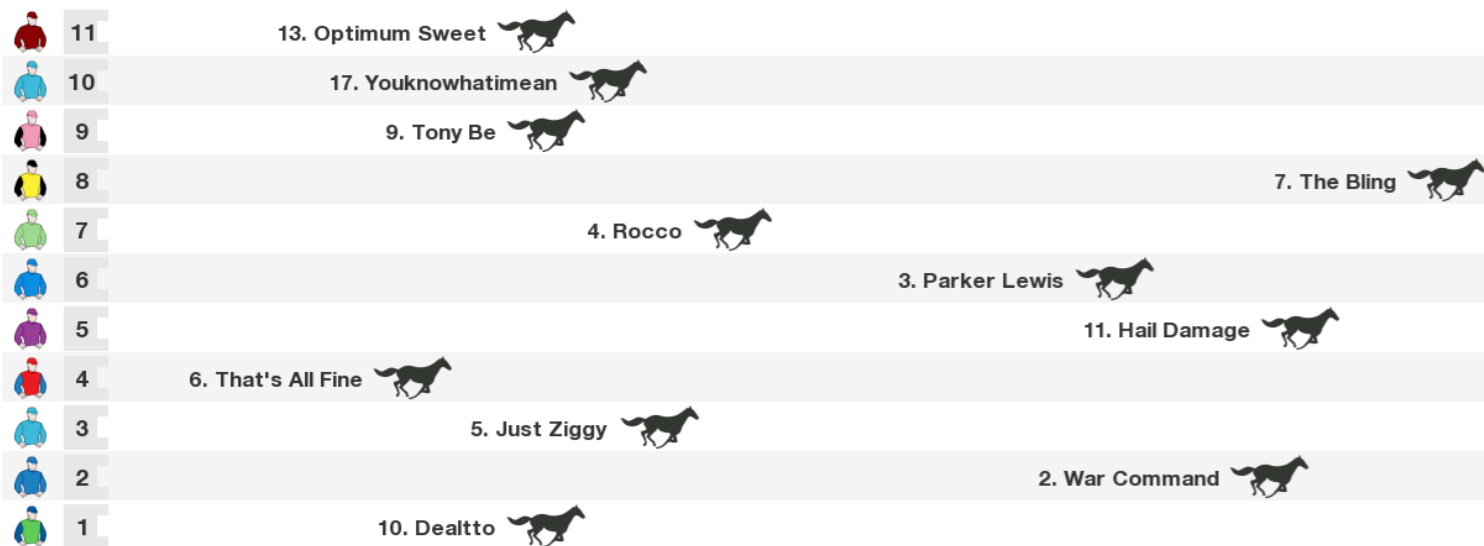 11 13. Optimum Sweet
10 17. Youknowhatimean
9 9. Tony Be
8 7. The Bling
7 4. Rocco
6 3. Parker Lewis
5 11. Hail Damage
4 6. That's All Fine
3 5. Just Ziggy
2 2. War Command
1 10. Dealtto